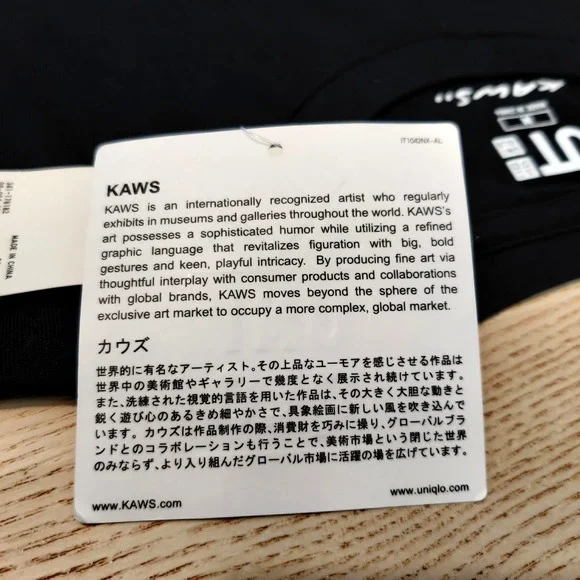 IT1042NX-AL
KAWS
KAWS is an internationally recognized artist who regularly
exhibits in museums and galleries throughout the world. KAWS's
art possesses a sophisticated humor while utilizing a refined
graphic language that revitalizes figuration with big, bold
gestures and keen, playful intricacy. By producing fine art via
thoughtful interplay with consumer products and collaborations
with global brands, KAWS moves beyond the sphere of the
exclusive art market to occupy a more complex, global market.
カウズ
世界的に有名なアーティスト。その上品なユーモアを感じさせる作品は
世界中の美術館やギャラリーで幾度となく展示され続けています。
また、洗練された視覚的言語を用いた作品は、その大きく大胆な動きと
鋭く遊び心のあるきめ細やかさで、具象絵画に新しい風を吹き込んで
います。カウズは作品制作の際、消費財を巧みに操り、グローバルブラ
ンドとのコラボレーションも行うことで、美術市場という閉じた世界
のみならず、より入り組んだグローバル市場に活躍の場を広げています。
www.KAWS.com
www.uniqlo.com
MADE IN
CHINA
KAWS
UT